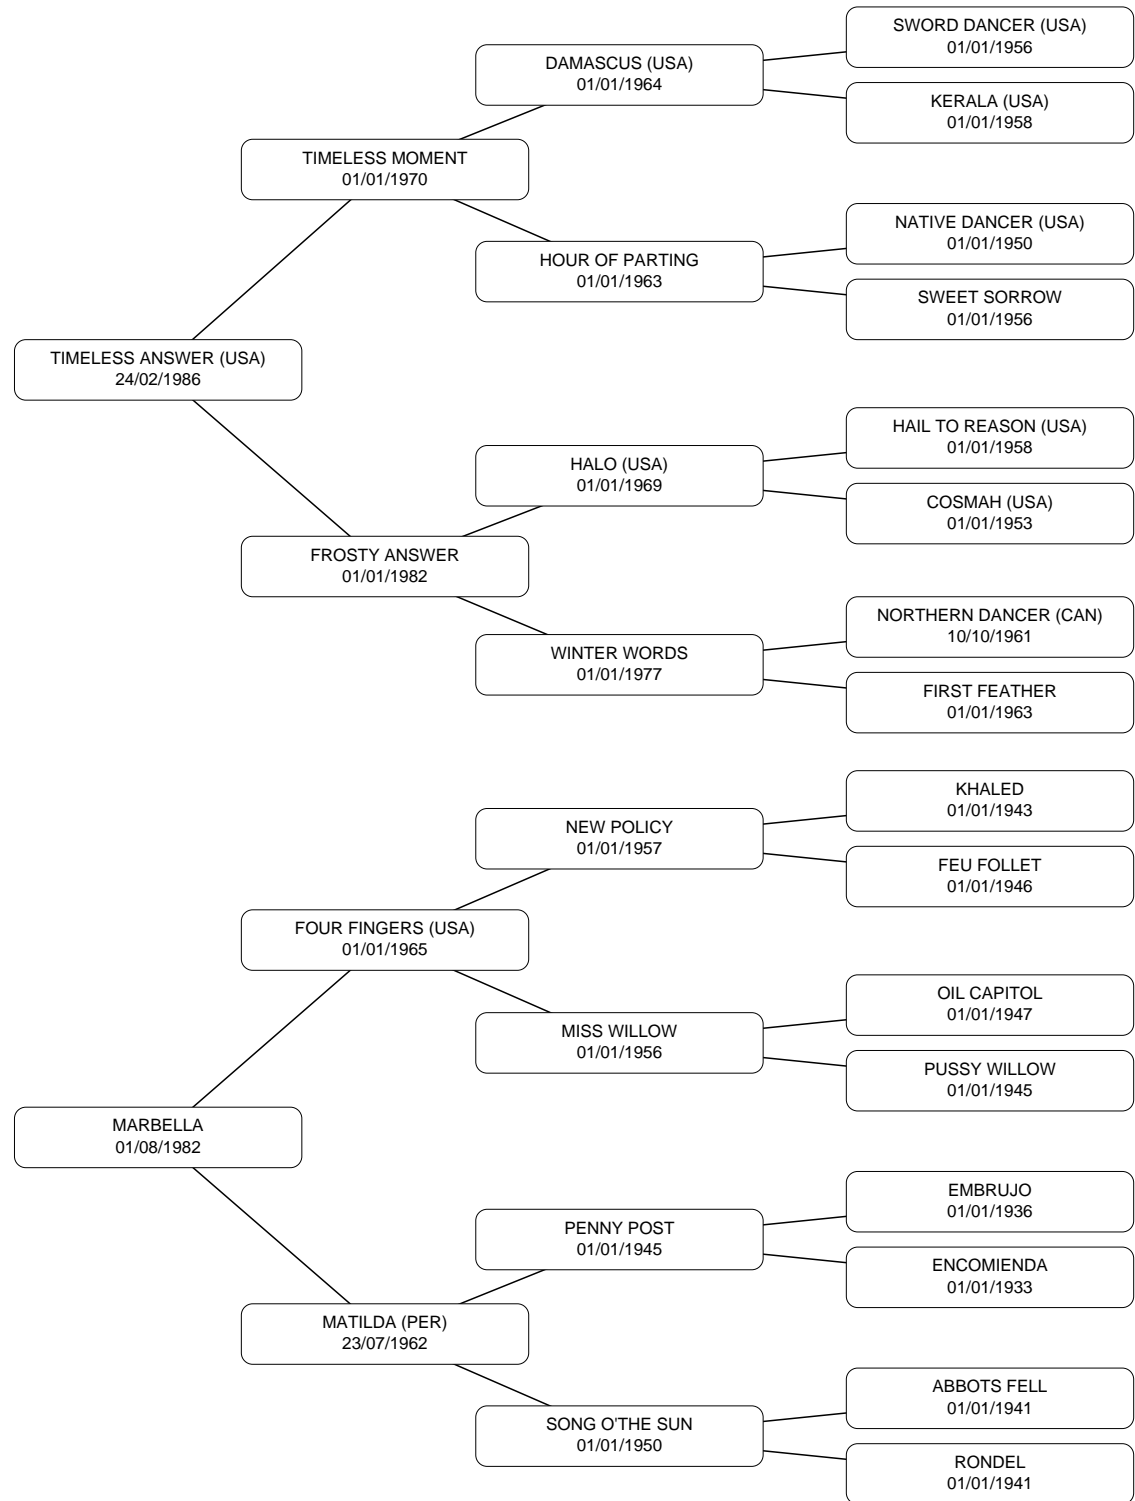 SWORD DANCER (USA)
01/01/1956
DAMASCUS (USA)
01/01/1964
KERALA (USA)
01/01/1958
TIMELESS MOMENT
01/01/1970
NATIVE DANCER (USA)
01/01/1950
HOUR OF PARTING
01/01/1963
SWEET SORROW
01/01/1956
TIMELESS ANSWER (USA)
24/02/1986
HAIL TO REASON (USA)
01/01/1958
HALO (USA)
01/01/1969
COSMAH (USA)
01/01/1953
FROSTY ANSWER
01/01/1982
NORTHERN DANCER (CAN)
10/10/1961
WINTER WORDS
01/01/1977
FIRST FEATHER
01/01/1963
KHALED
01/01/1943
NEW POLICY
01/01/1957
FEU FOLLET
01/01/1946
FOUR FINGERS (USA)
01/01/1965
OIL CAPITOL
01/01/1947
MISS WILLOW
01/01/1956
PUSSY WILLOW
01/01/1945
MARBELLA
01/08/1982
EMBRUJO
01/01/1936
PENNY POST
01/01/1945
ENCOMIENDA
01/01/1933
MATILDA (PER)
23/07/1962
ABBOTS FELL
01/01/1941
SONG O'THE SUN
01/01/1950
RONDEL
01/01/1941